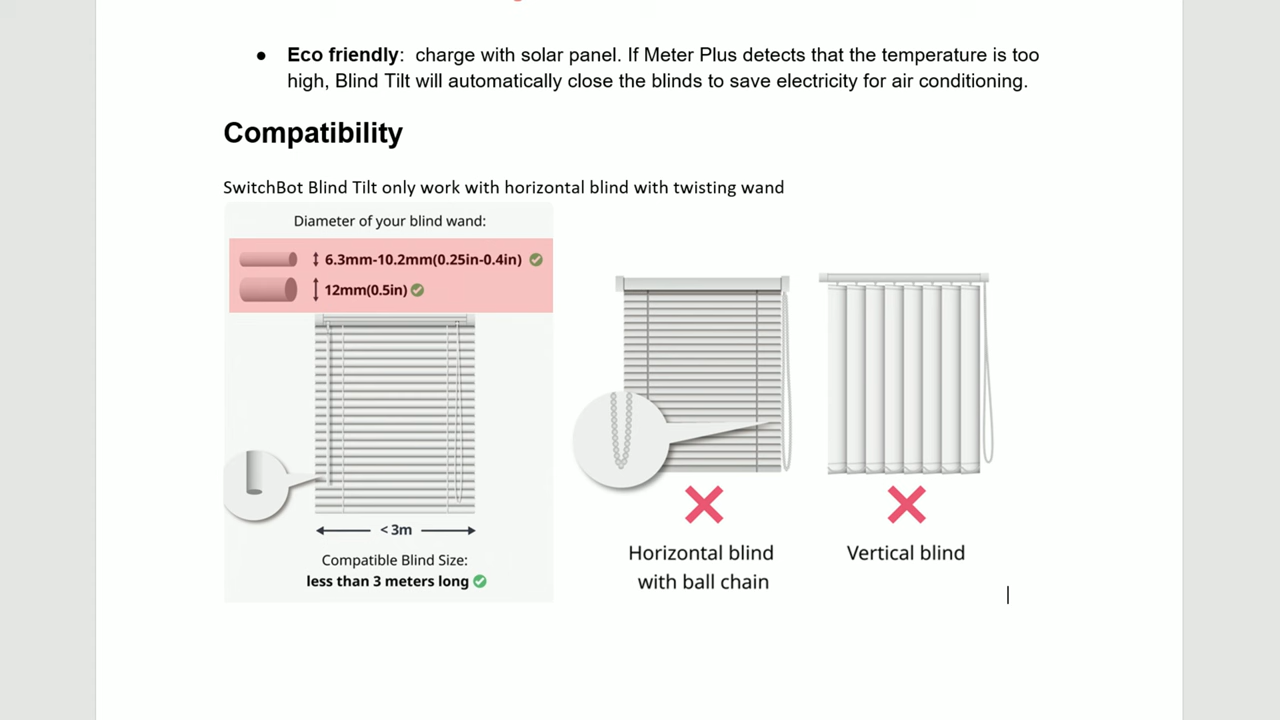 ● Eco friendly: charge with solar panel. If Meter Plus detects that the temperature is too
high, Blind Tilt will automatically close the blinds to save electricity for air conditioning.
Compatibility
SwitchBot Blind Tilt only work with horizontal blind with twisting wand
Diameter of your blind wand:
6.3mm-10.2mm(0.25in-0.4in)
12mm(0.5in)
< 3m
Compatible Blind Size:
less than 3 meters long
Horizontal blind
with ball chain
Vertical blind